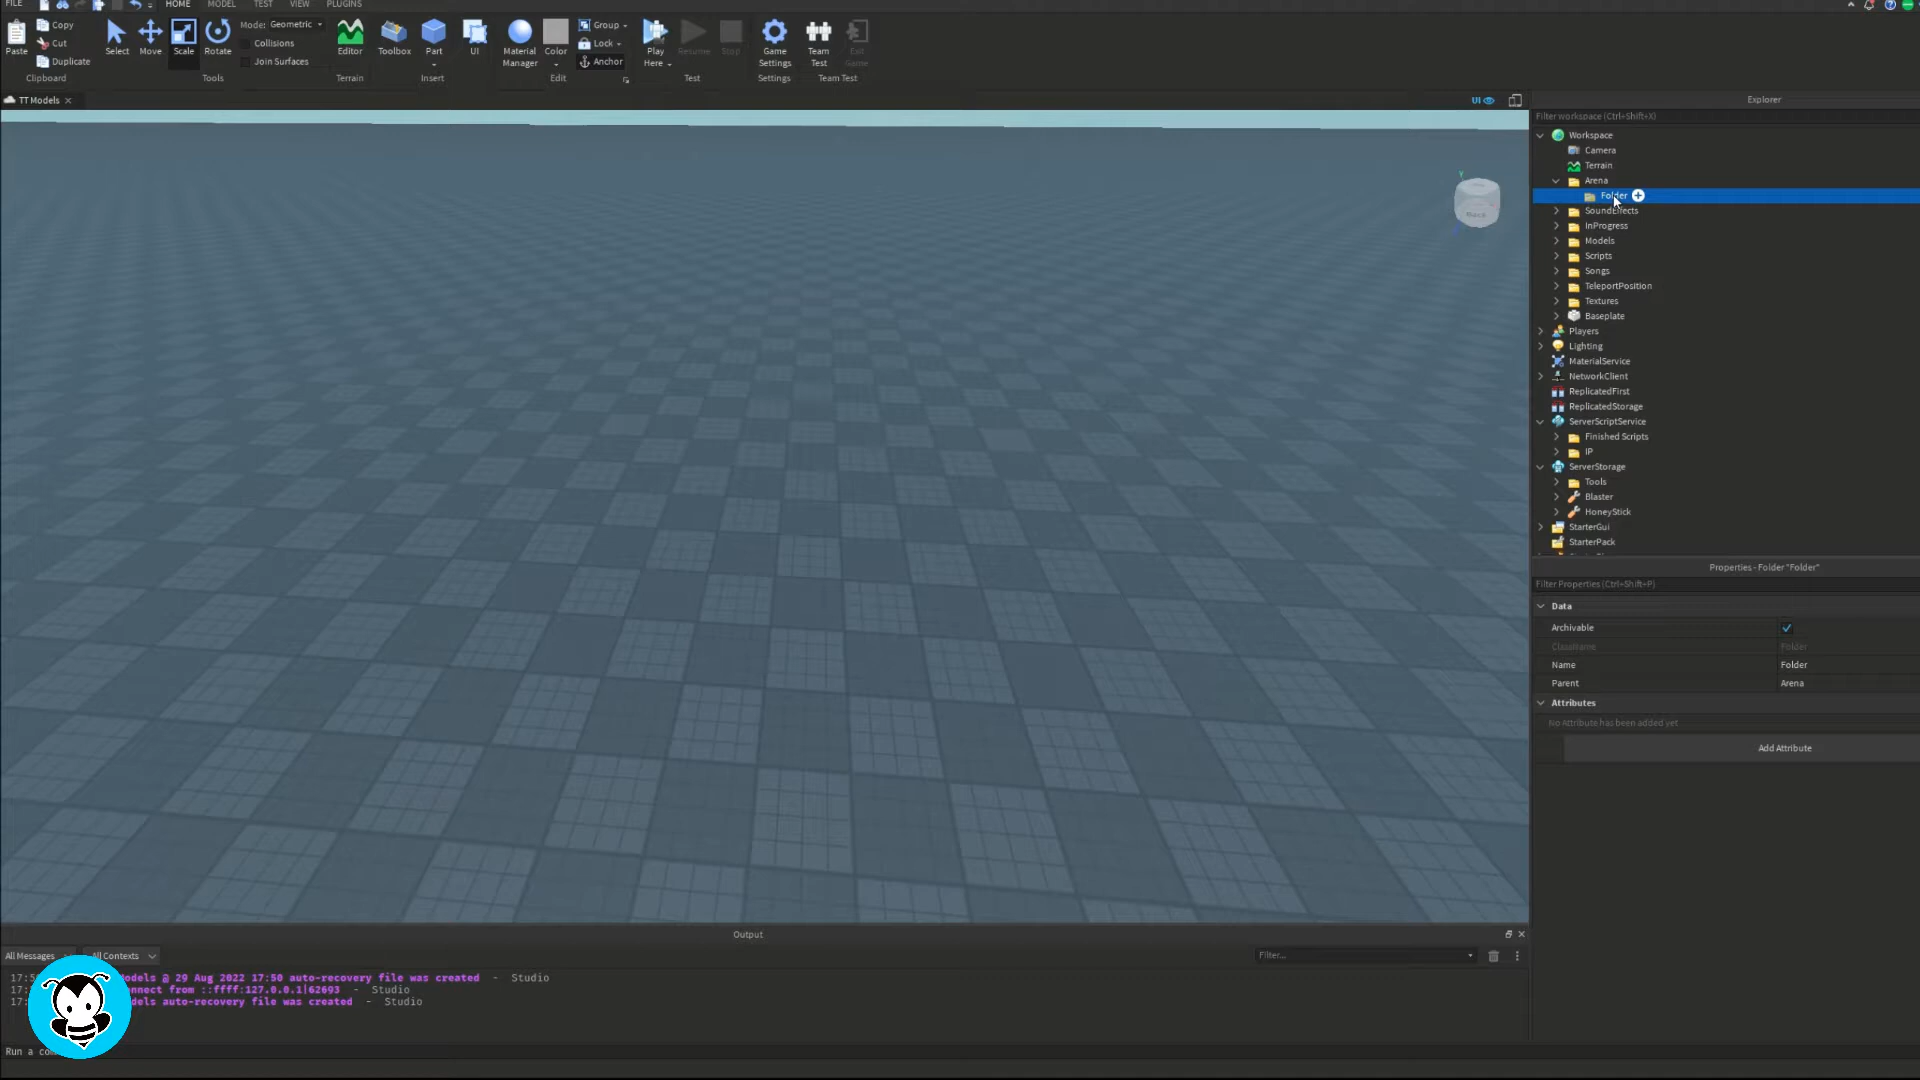 FILE HOME MODEL TEST VIEW PLUGINS
Paste Copy Cut Duplicate Clipboard
Select Move Scale Rotate Tools
Mode: Geometric
Collisions
Join Surfaces
Editor Terrain
Toolbox Part UI Insert
Material Manager Color Edit
Group
Lock
Anchor
Play Here Resume Stop Test
Game Settings Settings
Team Test Exit Game Team Test
TT Models
UI
Back
Y
Explorer
Filter workspace (Ctrl+Shift+X)
Workspace
Camera
Terrain
Arena
Folder
SoundEffects
InProgress
Models
Scripts
Songs
TeleportPosition
Textures
Baseplate
Players
Lighting
MaterialService
NetworkClient
ReplicatedFirst
ReplicatedStorage
ServerScriptService
Finished Scripts
IP
ServerStorage
Tools
Blaster
HoneyStick
StarterGui
StarterPack
Properties - Folder "Folder"
Filter Properties (Ctrl+Shift+P)
Data
Archivable
ClassName Folder
Name Folder
Parent Arena
Attributes
No Attribute has been added yet
Add Attribute
Output
All Messages All Contexts Filter...
odels @ 29 Aug 2022 17:50 auto-recovery file was created - Studio
nnect from ::ffff:127.0.0.1|62693 - Studio
dels auto-recovery file was created - Studio
Run a com